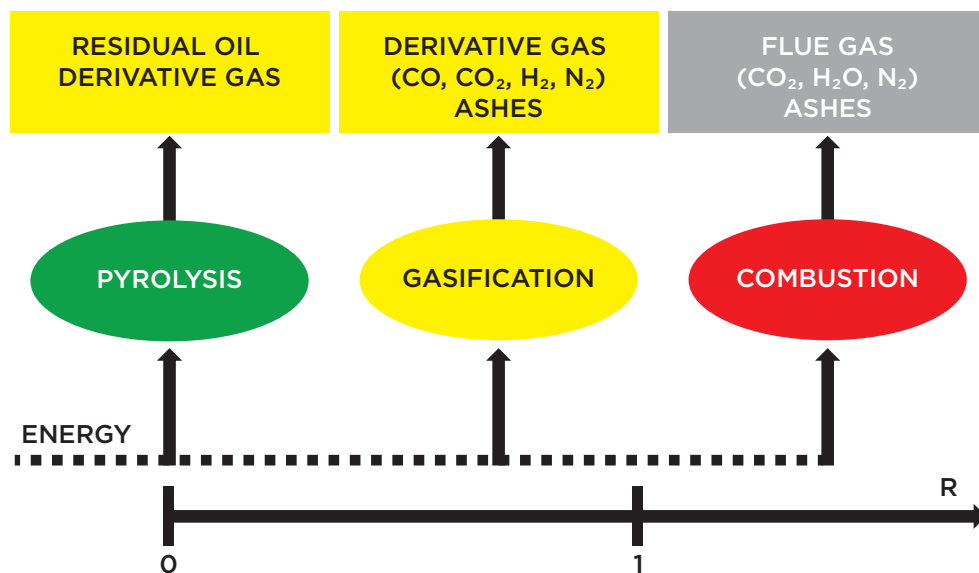 RESIDUAL OIL
DERIVATIVE GAS
DERIVATIVE GAS
(CO, CO₂, H₂, N₂)
ASHES
FLUE GAS
(CO₂, H₂O, N₂)
ASHES
PYROLYSIS
GASIFICATION
COMBUSTION
ENERGY
R
0
1